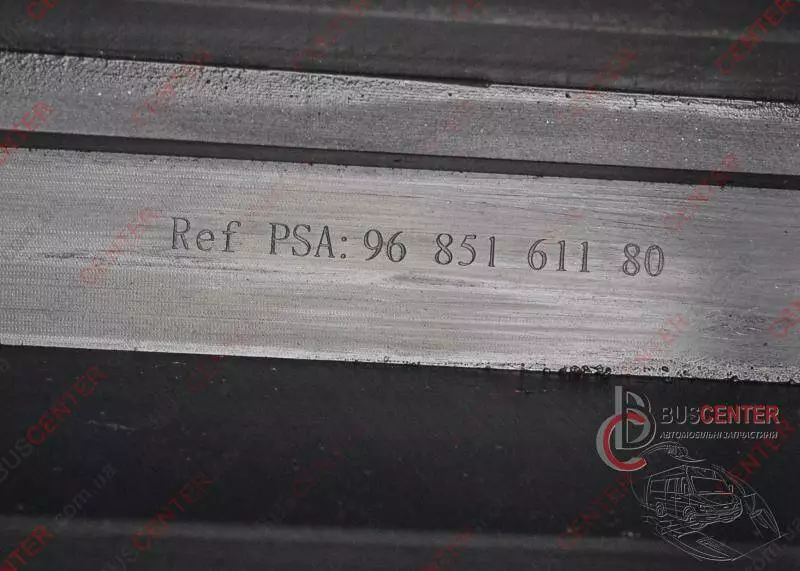 Ref PSA: 96 851 611 80
BUSCENTER
АВТОМОБІЛЬНІ ЗАПЧАСТИНИ